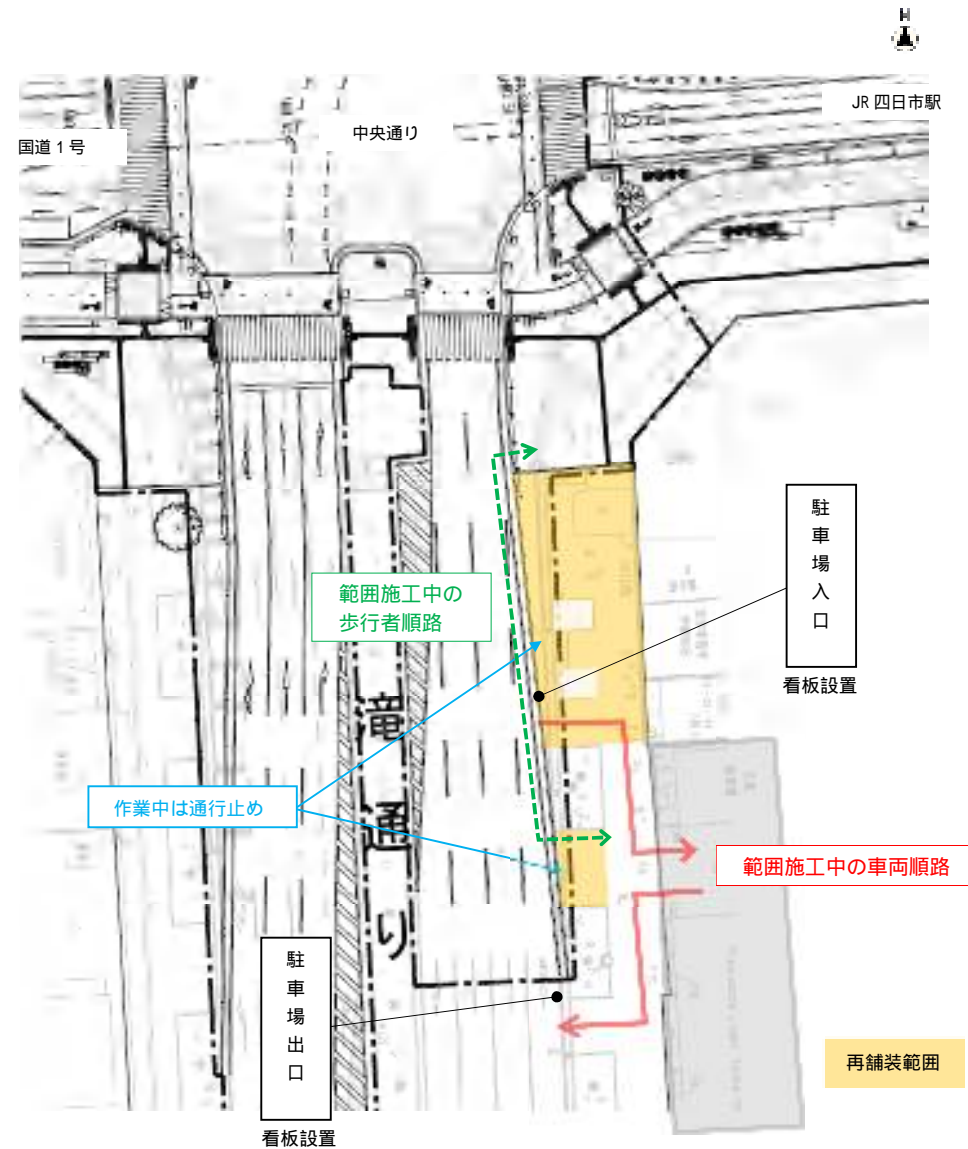 JR 四日市駅
国道1号
中央通り
範囲施工中の
歩行者順路
駐車場入口
看板設置
滝通り
作業中は通行止め
範囲施工中の車両順路
駐車場出口
看板設置
再舗装範囲